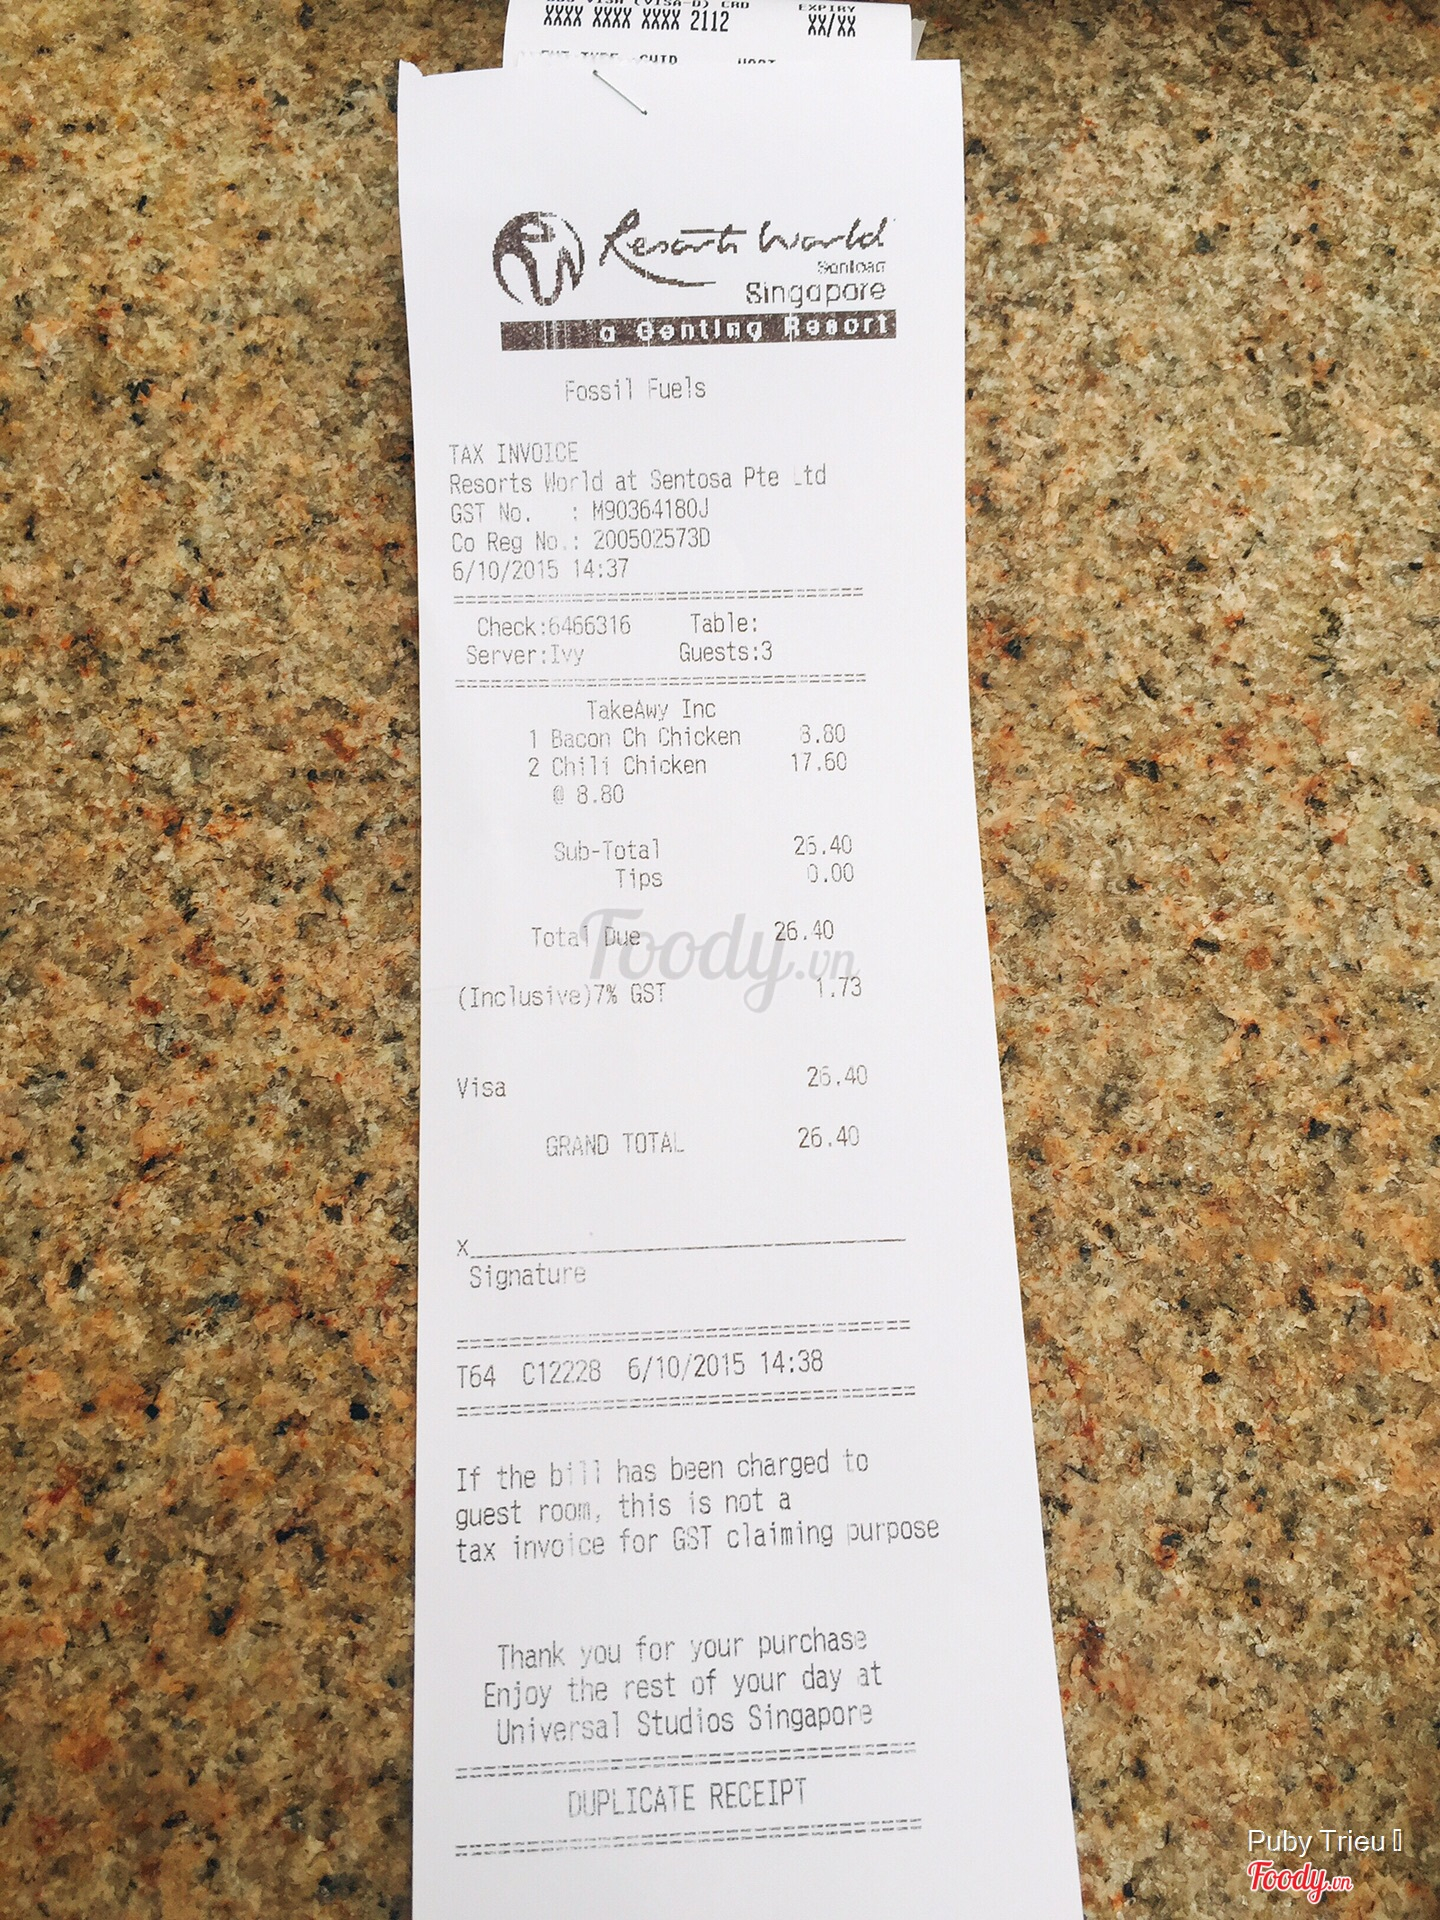 XXXX XXXX XXXX 2112 XX/XX
EXPIRY
Resorts World
Sentosa
Singapore
a Genting Resort
Fossil Fuels
TAX INVOICE
Resorts World at Sentosa Pte Ltd
GST No. : M90364180J
Co Reg No.: 200502573D
6/10/2015 14:37
Check:6466316 Table:
Server:Ivy Guests:3
TakeAwy Inc
1 Bacon Ch Chicken 8.80
2 Chili Chicken 17.60
@ 8.80
Sub-Total 26.40
Tips 0.00
Total Due 26.40
Foody.vn
(Inclusive)7% GST 1.73
Visa 26.40
GRAND TOTAL 26.40
x
Signature
T64 C12228 6/10/2015 14:38
If the bill has been charged to
guest room, this is not a
tax invoice for GST claiming purpose
Thank you for your purchase
Enjoy the rest of your day at
Universal Studios Singapore
DUPLICATE RECEIPT
Puby Trieu
Foody.vn